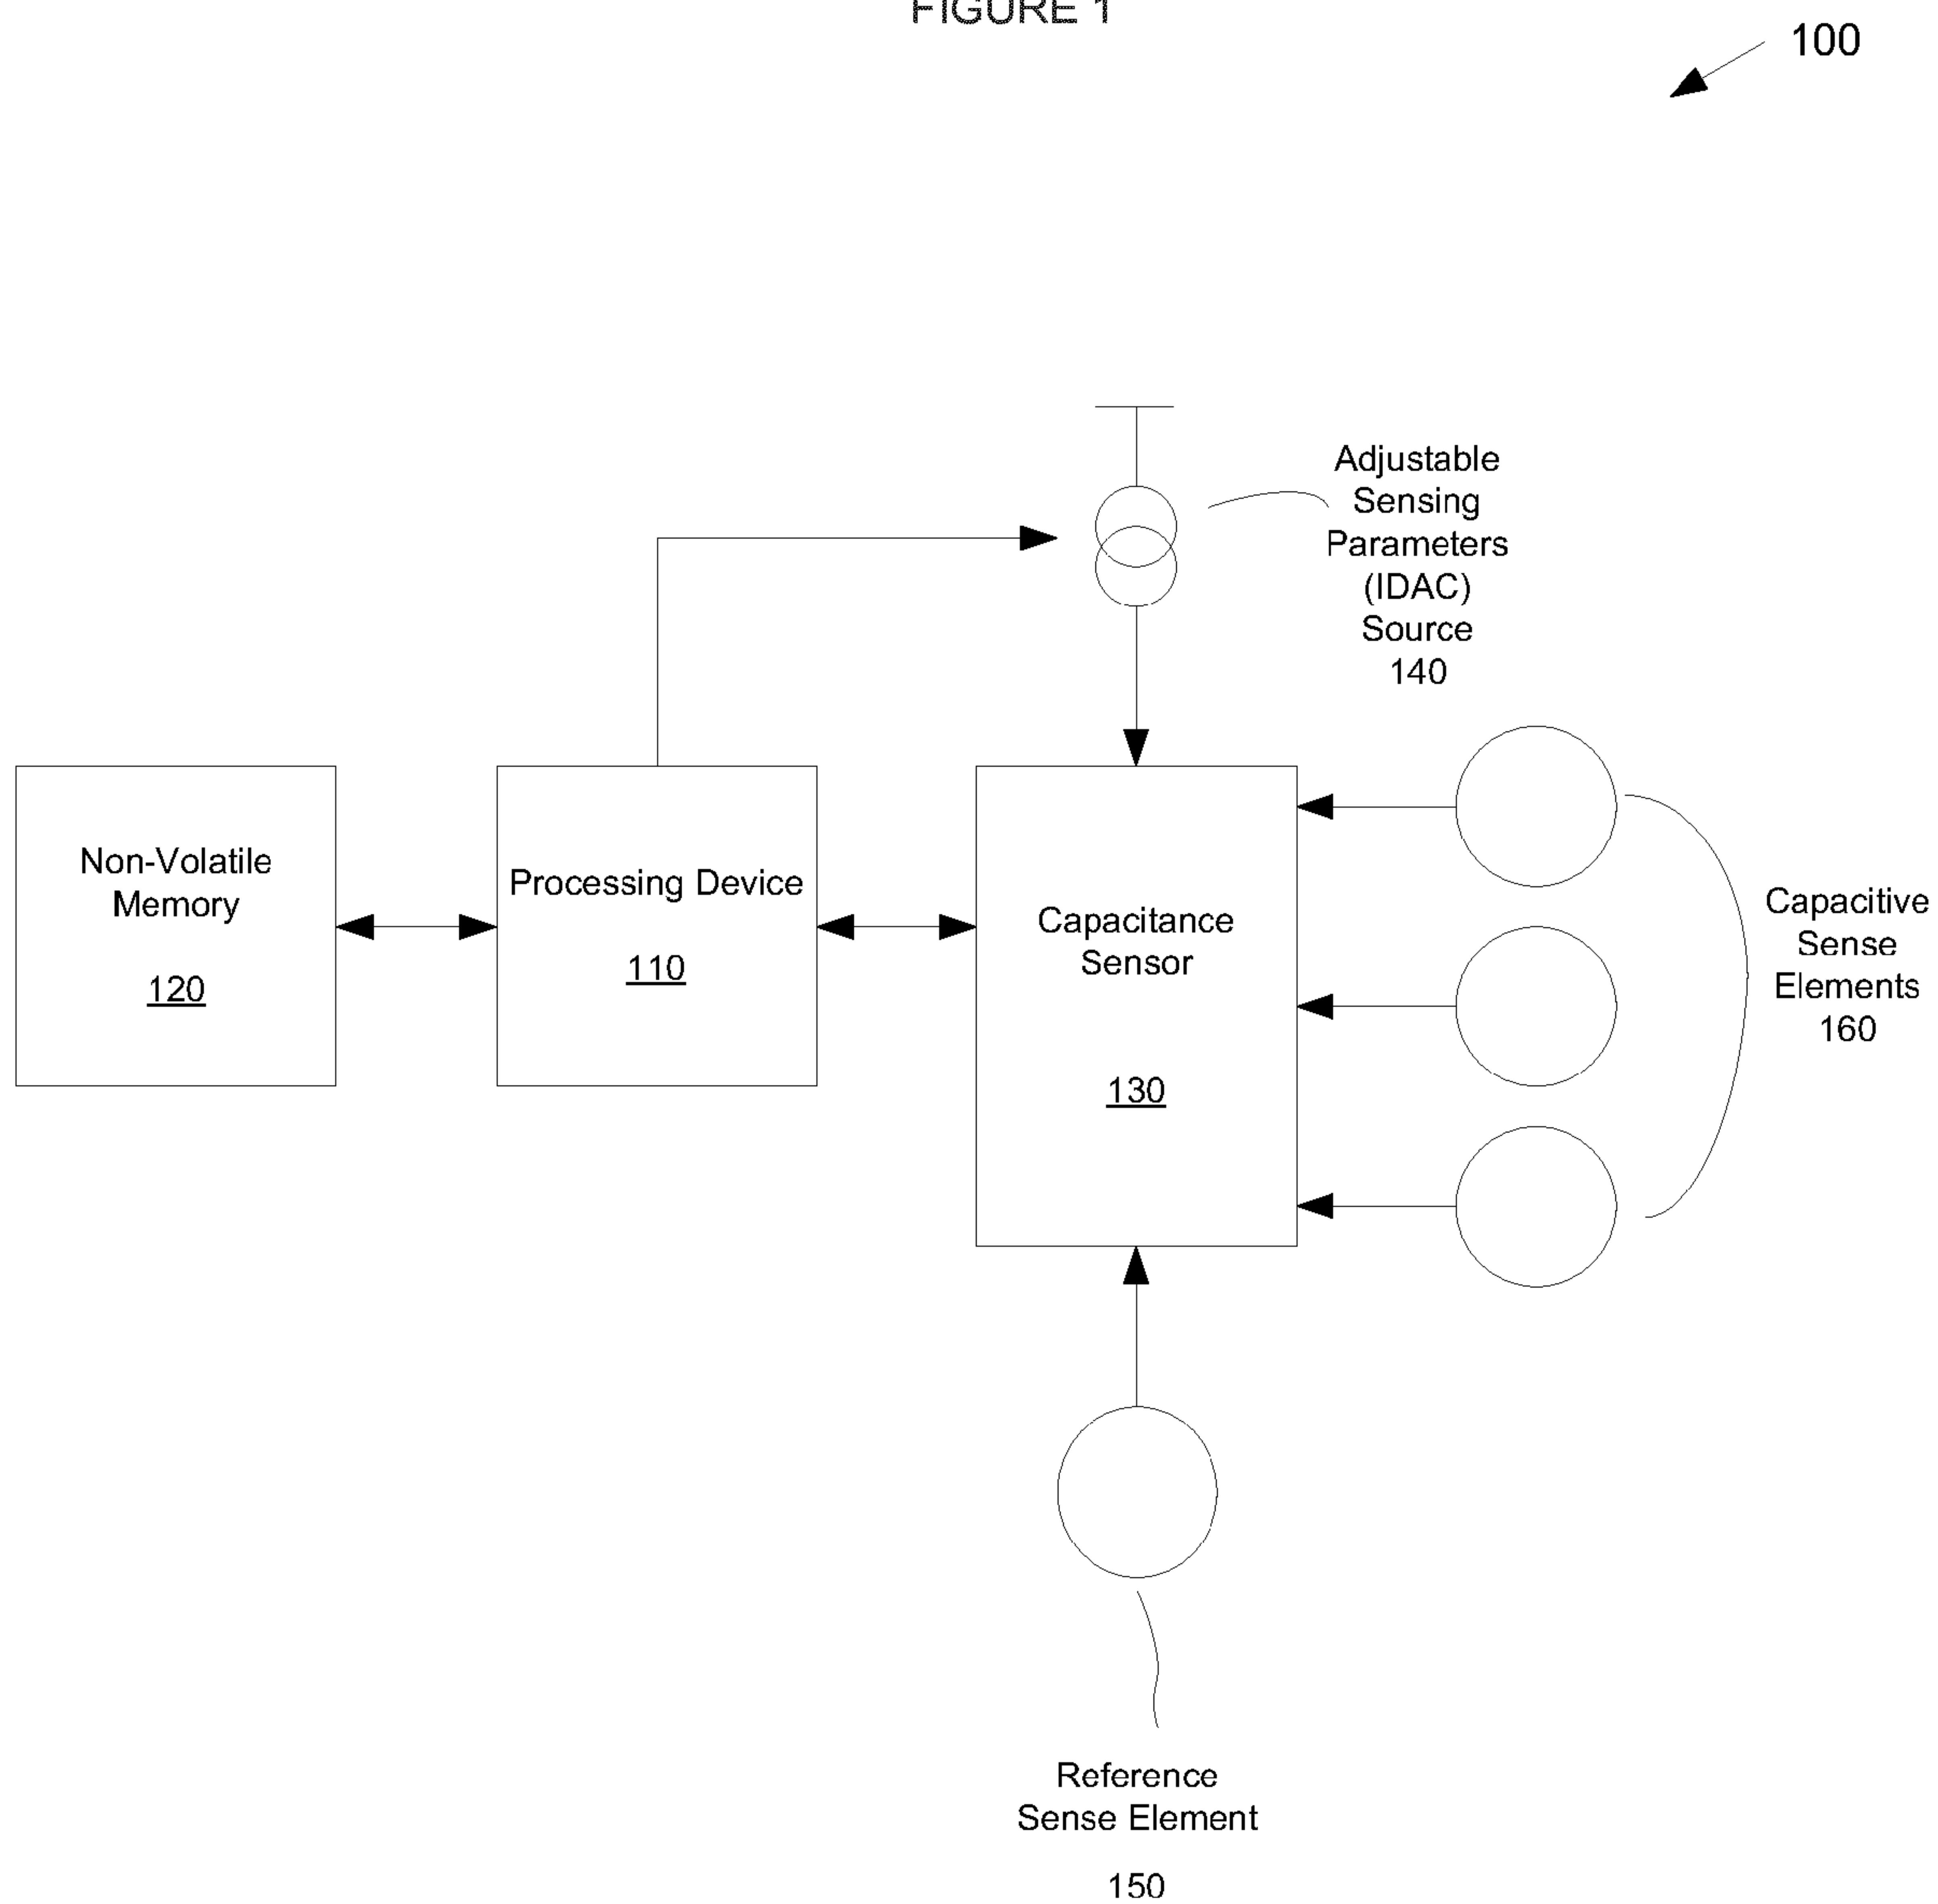 FIGURE 1
100
Adjustable
Sensing
Parameters
(IDAC)
Source
140
Non-Volatile
Memory
120
Processing Device
110
Capacitance
Sensor
130
Capacitive
Sense
Elements
160
Reference
Sense Element
150